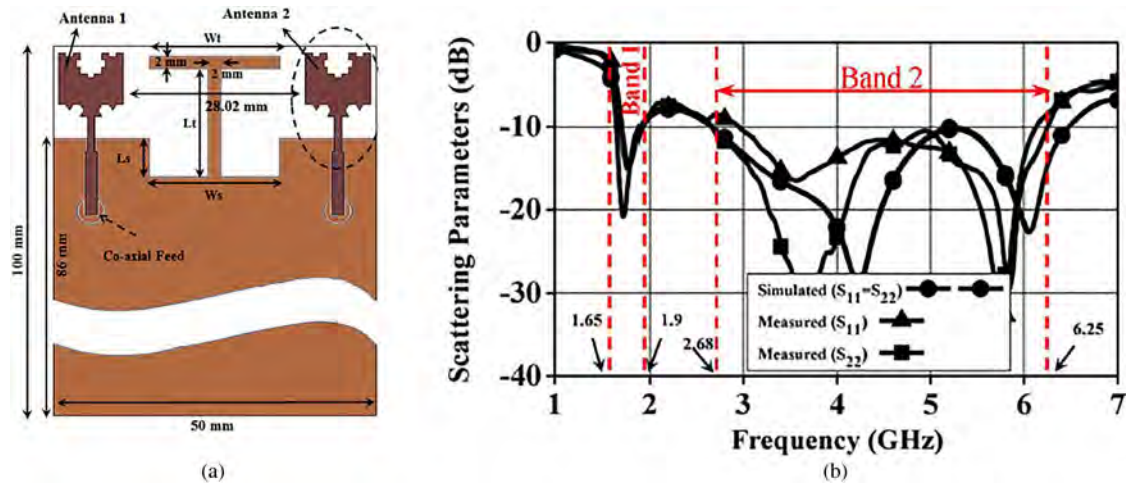 Antenna 1
Antenna 2
Wt
2 mm
2 mm
28.02 mm
Lt
Ls
Ws
Co-axial Feed
100 mm
86 mm
50 mm
(a)
Scattering Parameters (dB)
0
-10
-20
-30
-40
Band 1
Band 2
Simulated (S₁₁=S₂₂)
Measured (S₁₁)
Measured (S₂₂)
1.65
1.9
2.68
6.25
1 2 3 4 5 6 7
Frequency (GHz)
(b)